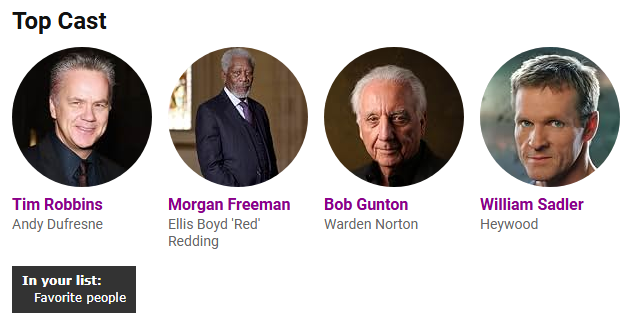 Top Cast
Tim Robbins
Andy Dufresne
Morgan Freeman
Ellis Boyd 'Red'
Redding
Bob Gunton
Warden Norton
William Sadler
Heywood
In your list:
Favorite people